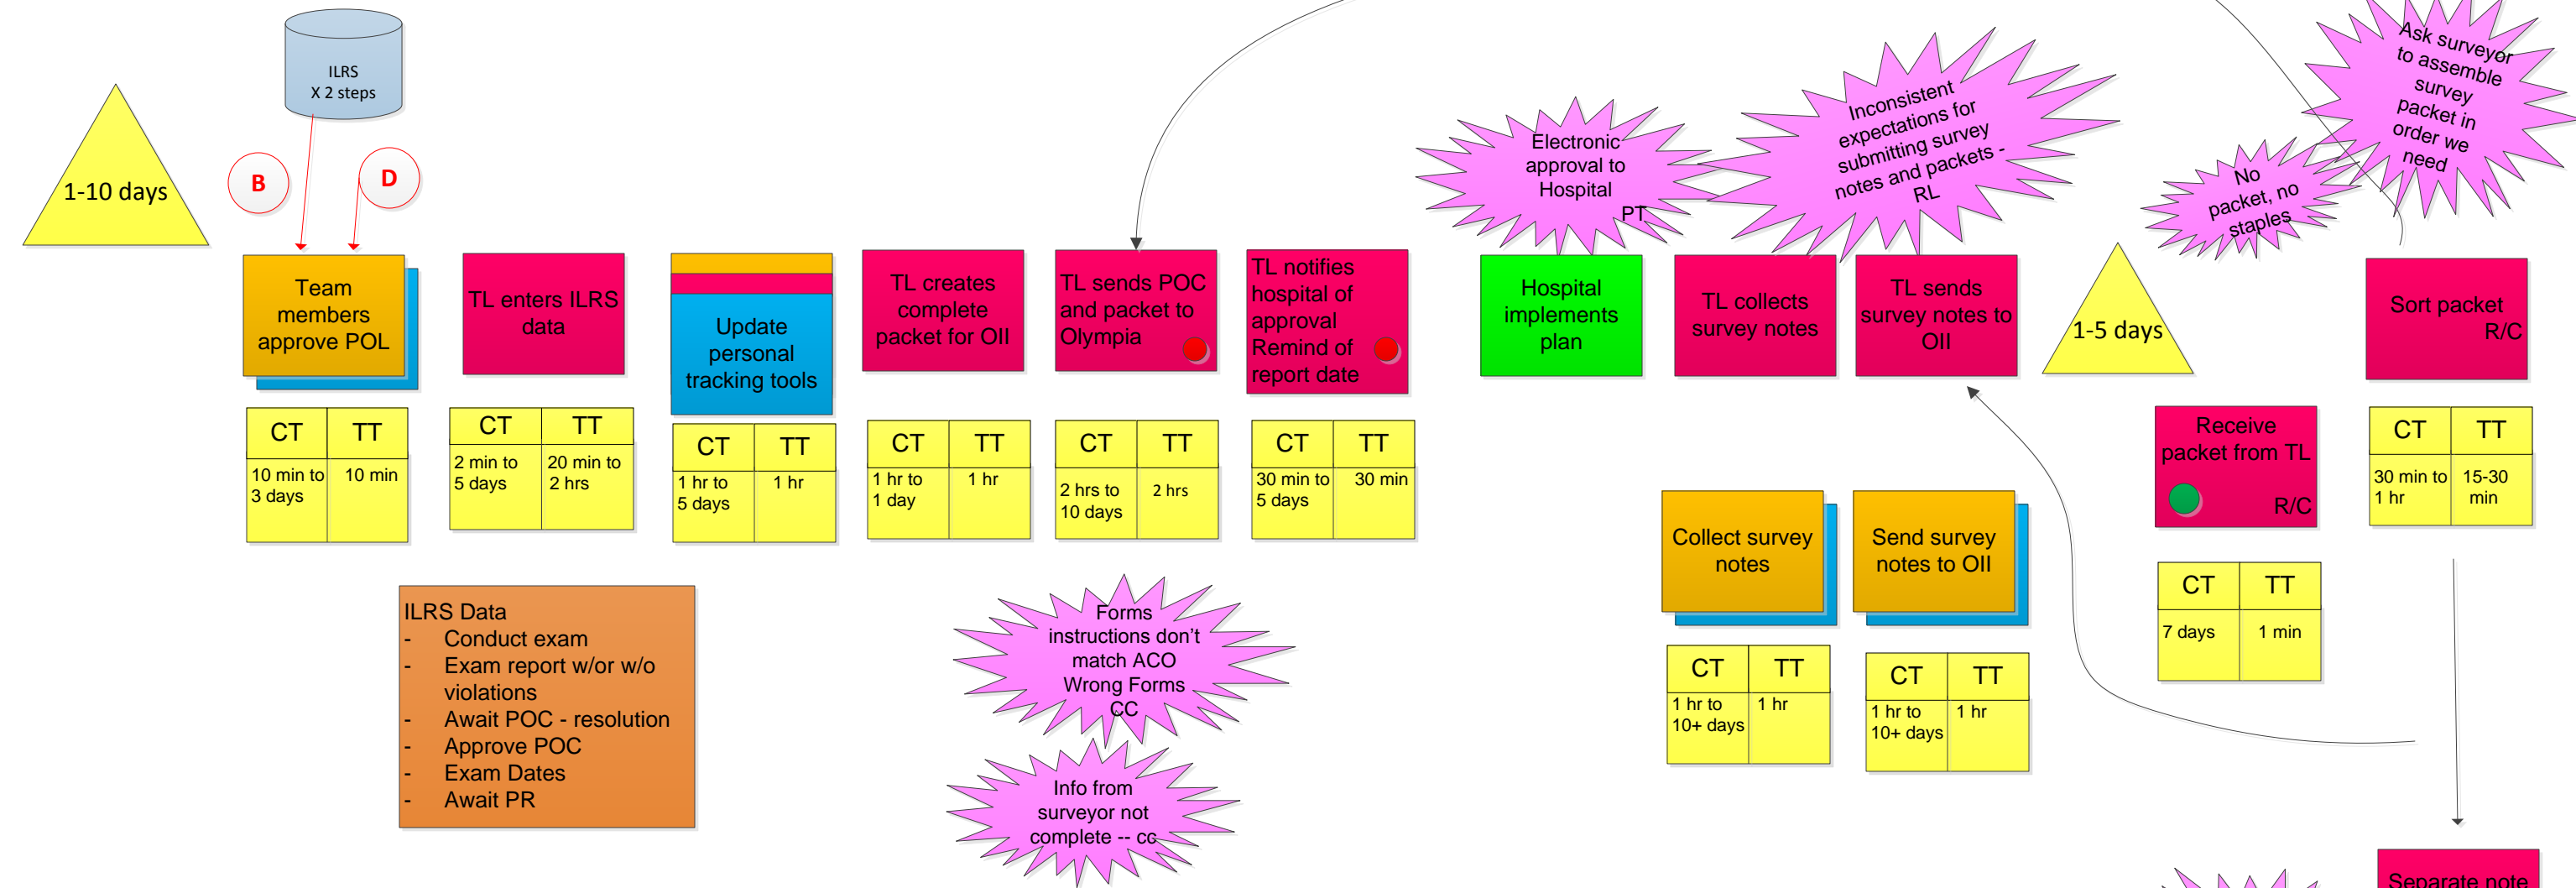 1-10 days
ILRS
X 2 steps
B
D
Team
members
approve POL
CT
TT
10 min to
3 days
10 min
TL enters ILRS
data
CT
TT
2 min to
5 days
20 min to
2 hrs
Update
personal
tracking tools
CT
TT
1 hr to
5 days
1 hr
TL creates
complete
packet for OII
CT
TT
1 hr to
1 day
1 hr
TL sends POC
and packet to
Olympia
CT
TT
2 hrs to
10 days
2 hrs
TL notifies
hospital of
approval
Remind of
report date
CT
TT
30 min to
5 days
30 min
Electronic
approval to
Hospital
PT
Hospital
implements
plan
Inconsistent
expectations for
submitting survey
notes and packets -
RL
TL collects
survey notes
TL sends
survey notes to
OII
1-5 days
No
packet, no
staples
Ask surveyor
to assemble
survey
packet in
order we
need
Sort packet
R/C
CT
TT
30 min to
1 hr
15-30
min
Receive
packet from TL
R/C
CT
TT
7 days
1 min
Collect survey
notes
CT
TT
1 hr to
10+ days
1 hr
Send survey
notes to OII
CT
TT
1 hr to
10+ days
1 hr
ILRS Data
- Conduct exam
- Exam report w/or w/o
violations
- Await POC - resolution
- Approve POC
- Exam Dates
- Await PR
Forms
instructions don't
match ACO
Wrong Forms
CC
Info from
surveyor not
complete -- cc
Separate note